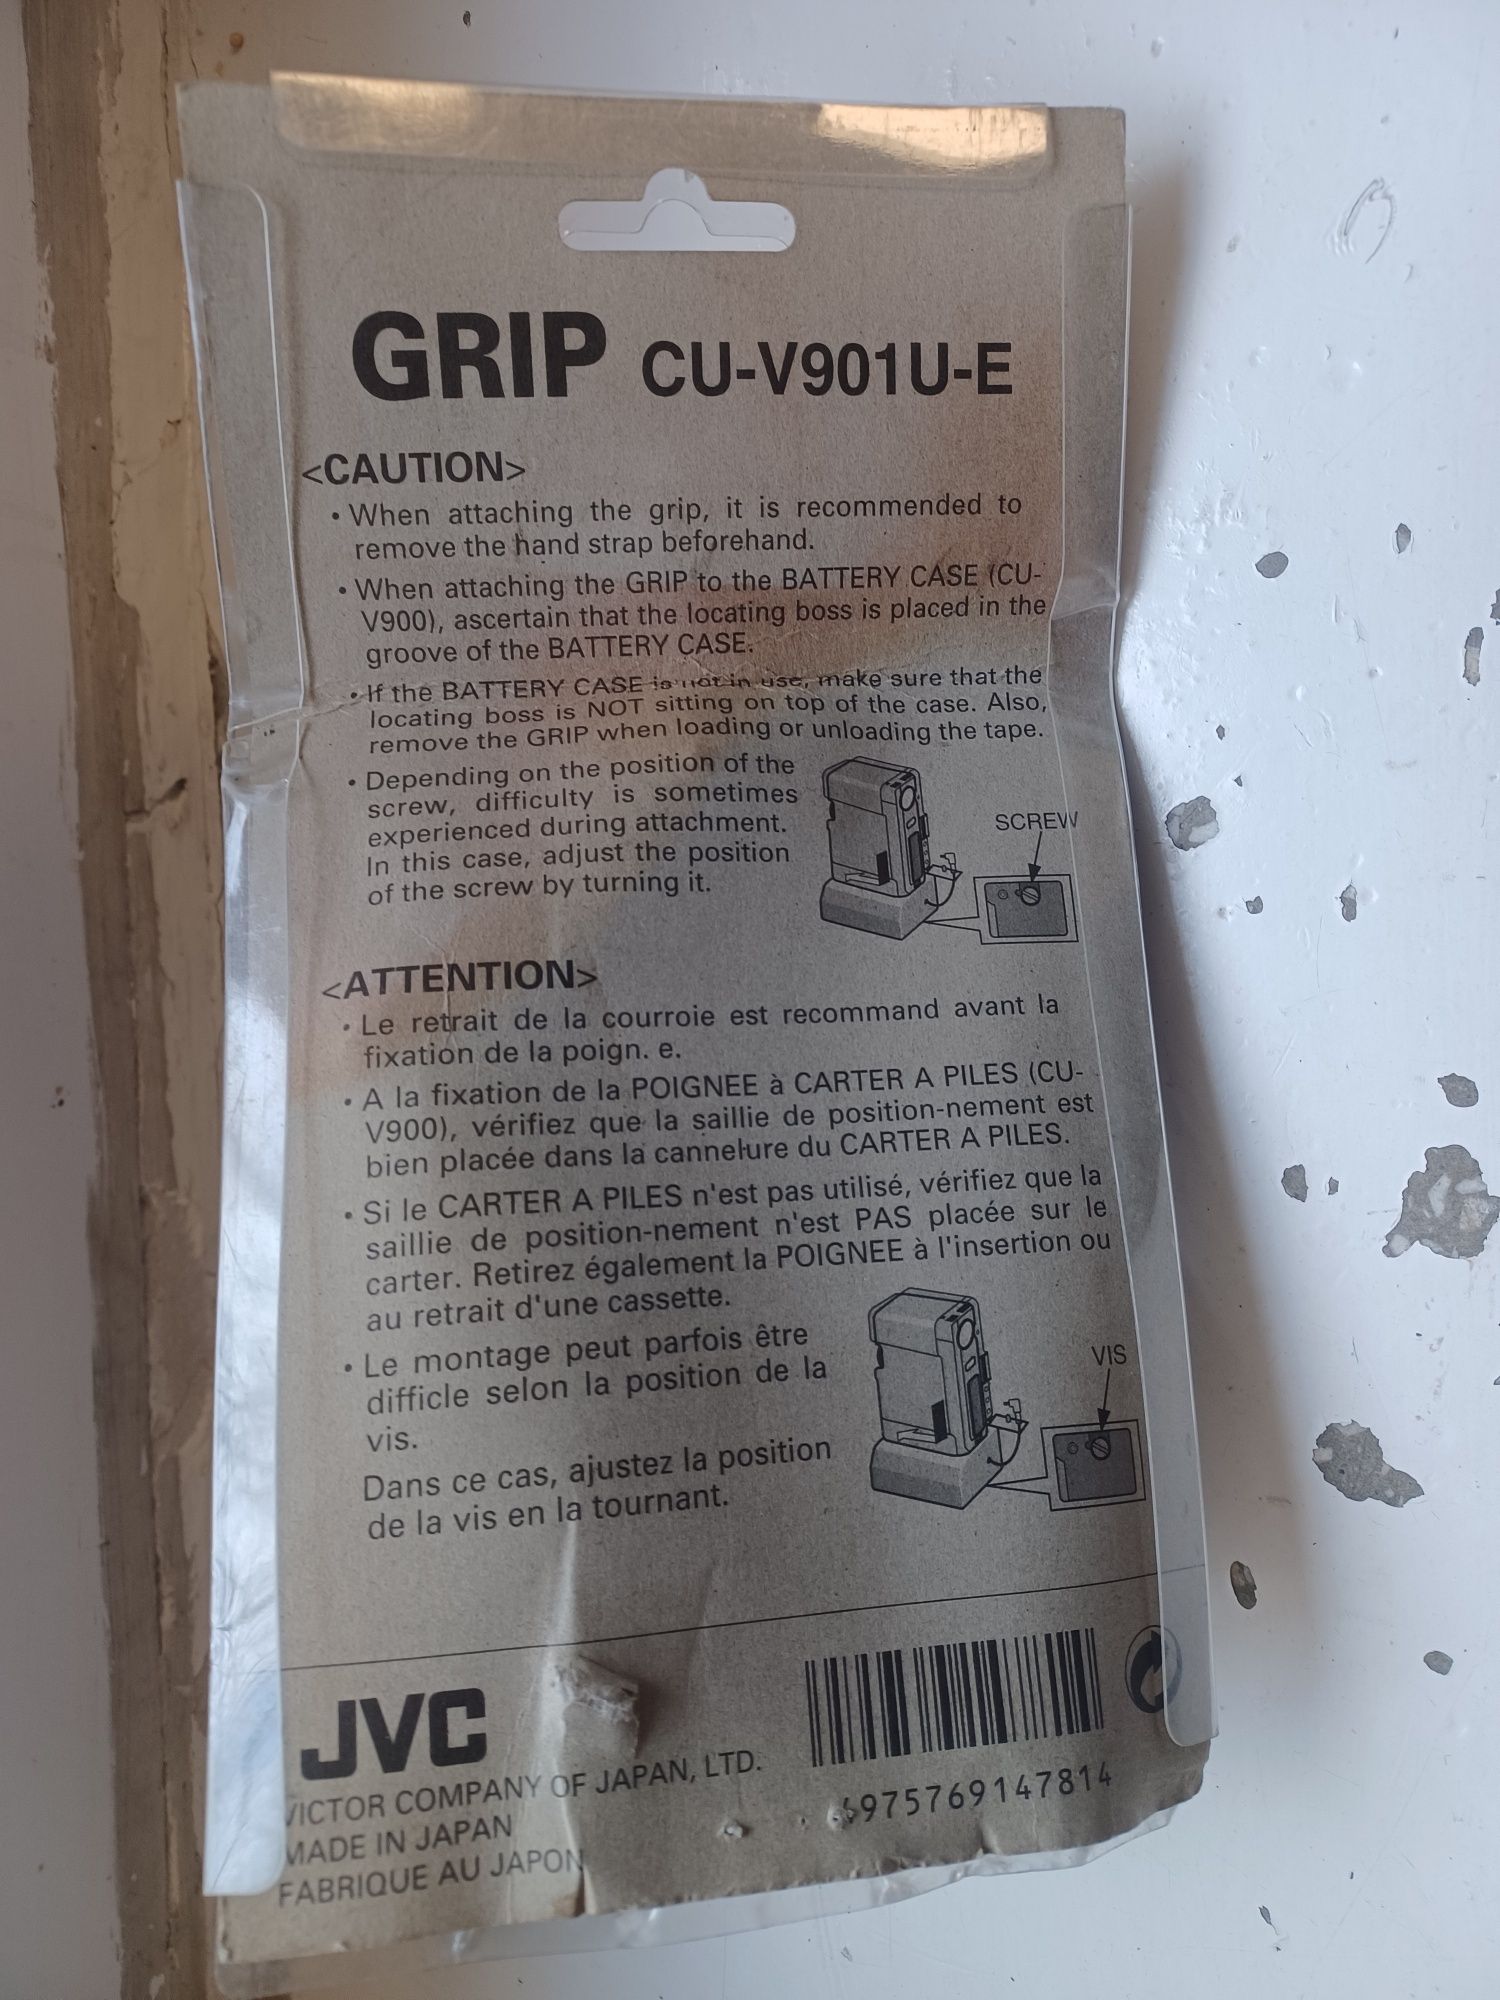 GRIP CU-V901U-E
<CAUTION>
• When attaching the grip, it is recommended to
remove the hand strap beforehand.
• When attaching the GRIP to the BATTERY CASE (CU-
V900), ascertain that the locating boss is placed in the
groove of the BATTERY CASE.
• If the BATTERY CASE is not in use, make sure that the
locating boss is NOT sitting on top of the case. Also,
remove the GRIP when loading or unloading the tape.
• Depending on the position of the
screw, difficulty is sometimes
experienced during attachment.
In this case, adjust the position
of the screw by turning it.
SCREW
<ATTENTION>
• Le retrait de la courroie est recommand avant la
fixation de la poign. e.
• A la fixation de la POIGNEE à CARTER A PILES (CU-
V900), vérifiez que la saillie de position-nement est
bien placée dans la cannelure du CARTER A PILES.
• Si le CARTER A PILES n'est pas utilisé, vérifiez que la
saillie de position-nement n'est PAS placée sur le
carter. Retirez également la POIGNEE à l'insertion ou
au retrait d'une cassette.
• Le montage peut parfois être
difficle selon la position de la
vis.
Dans ce cas, ajustez la position
de la vis en la tournant.
VIS
JVC
VICTOR COMPANY OF JAPAN, LTD.
MADE IN JAPAN
FABRIQUE AU JAPON
4975769147814